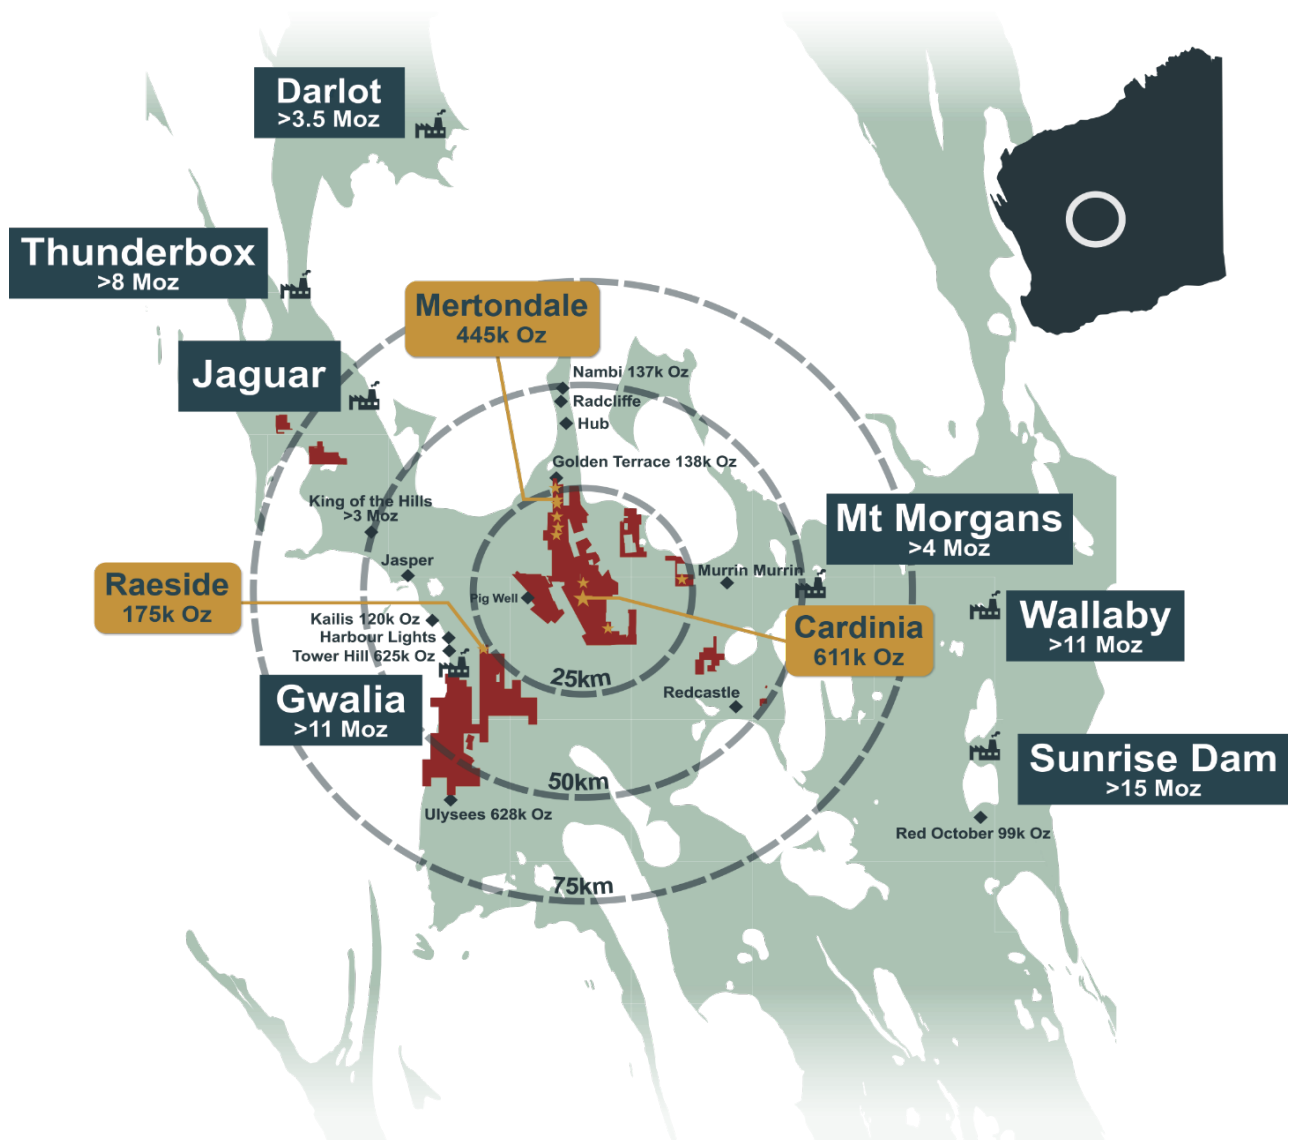 Darlot
>3.5 Moz
Thunderbox
>8 Moz
Mertondale
445k Oz
Jaguar
Nambi 137k Oz
Radcliffe
Hub
Golden Terrace 138k Oz
King of the Hills
>3 Moz
Mt Morgans
>4 Moz
Jasper
Murrin Murrin
Raeside
175k Oz
Pig Well
Wallaby
>11 Moz
Kailis 120k Oz
Harbour Lights
Tower Hill 625k Oz
Cardinia
611k Oz
25km
Gwalia
>11 Moz
Redcastle
Sunrise Dam
>15 Moz
50km
Ulysees 628k Oz
Red October 99k Oz
75km